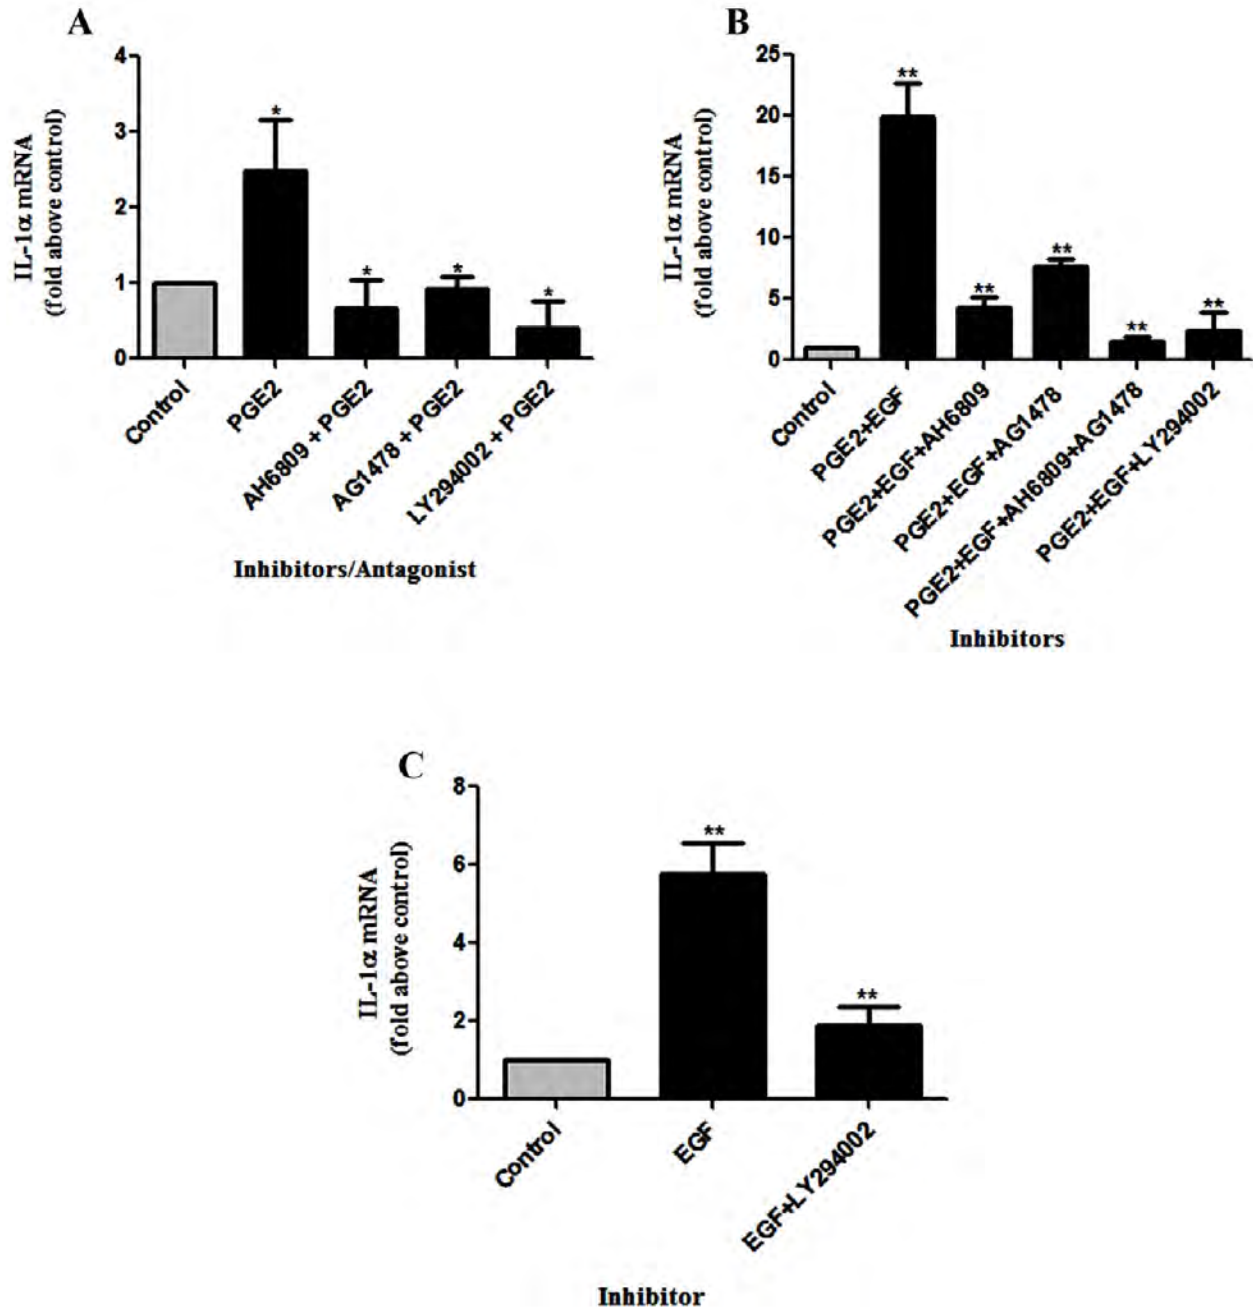 A
IL-1α mRNA
(fold above control)
4
3
2
1
0
*
*
*
*
Control
PGE2
AH6809 + PGE2
AG1478 + PGE2
LY294002 + PGE2
Inhibitors/Antagonist
B
IL-1α mRNA
(fold above control)
25
20
15
10
5
0
**
**
**
**
**
Control
PGE2+EGF
PGE2+EGF+AH6809
PGE2+EGF+AG1478
PGE2+EGF+AH6809+AG1478
PGE2+EGF+LY294002
Inhibitors
C
IL-1α mRNA
(fold above control)
8
6
4
2
0
**
**
Control
EGF
EGF+LY294002
Inhibitor